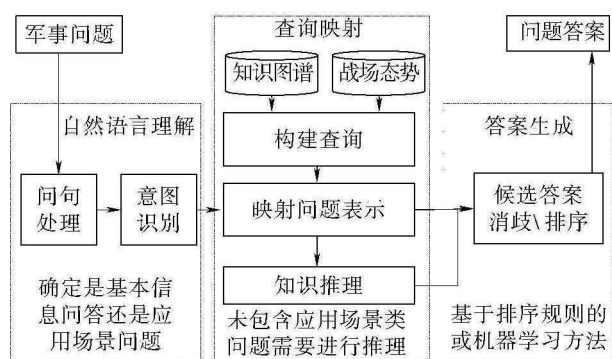 军事问题
自然语言理解
问句
处理
意图
识别
确定是基本信
息问答还是应
用场景问题
查询映射
知识图谱
战场态势
构建查询
映射问题表示
知识推理
未包含应用场景类
问题需要进行推理
问题答案
答案生成
候选答案
消歧\排序
基于排序规则的
或机器学习方法